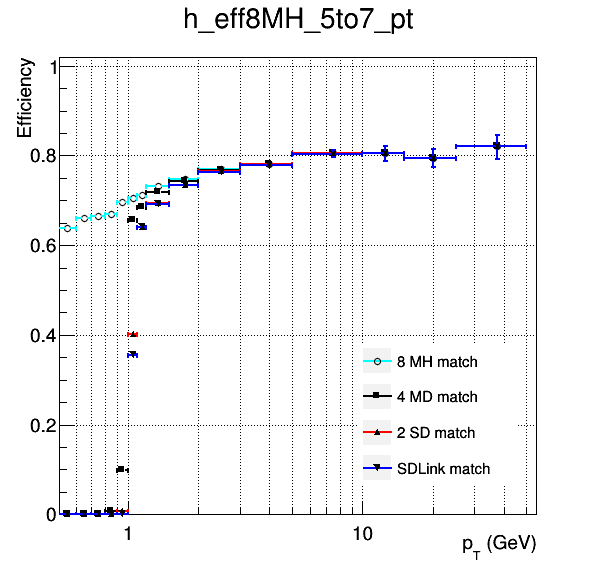 h_eff8MH_5to7_pt
Efficiency
1
0.8
0.6
0.4
0.2
0
8 MH match
4 MD match
2 SD match
SDLink match
1
10
p_T (GeV)